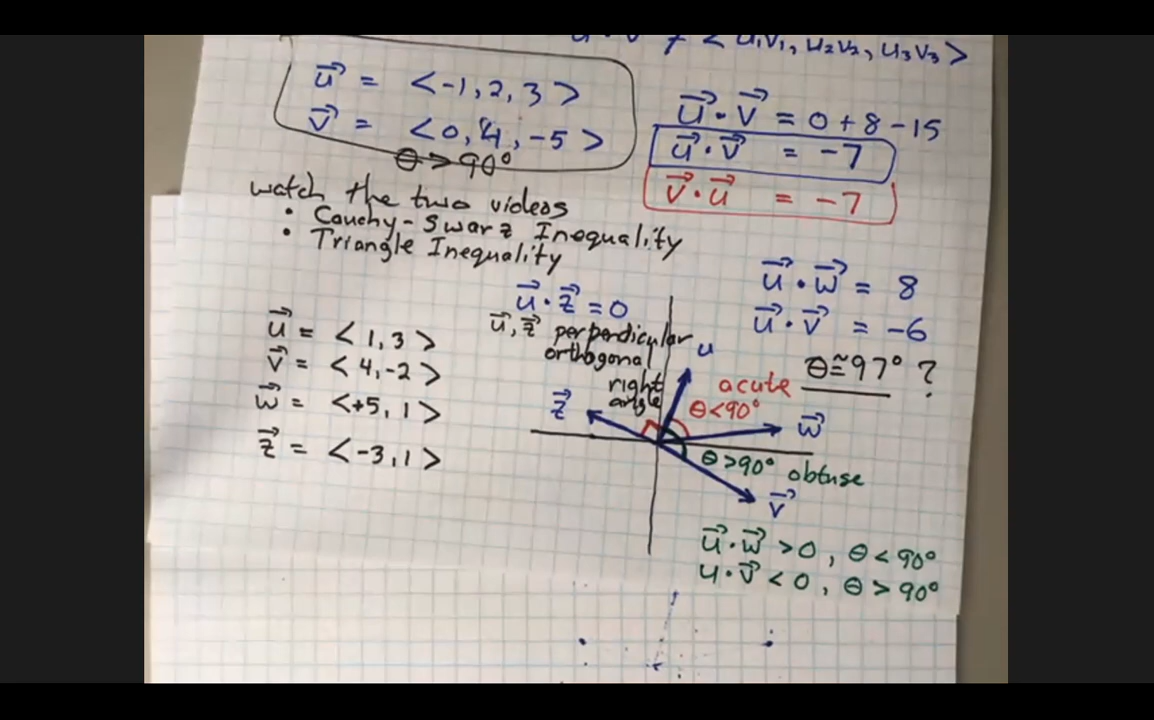 u⃗ · v⃗ ≠ < u₁v₁, u₂v₂, u₃v₃ >
u⃗ = < -1, 2, 3 >
v⃗ = < 0, 4, -5 >
θ > 90°
u⃗ · v⃗ = 0 + 8 - 15
u⃗ · v⃗ = -7
v⃗ · u⃗ = -7
watch the two videos
• Cauchy-Swarz Inequality
• Triangle Inequality
u⃗ · w⃗ = 8
u⃗ · v⃗ = -6
θ ≅ 97° ?
u⃗ · z⃗ = 0
u⃗, z⃗ perpendicular
orthogonal
right
angle
u⃗ = < 1, 3 >
v⃗ = < 4, -2 >
w⃗ = < +5, 1 >
z⃗ = < -3, 1 >
u
acute
θ < 90°
z⃗
w⃗
θ > 90° obtuse
v⃗
u⃗ · w⃗ > 0, θ < 90°
u · v⃗ < 0, θ > 90°